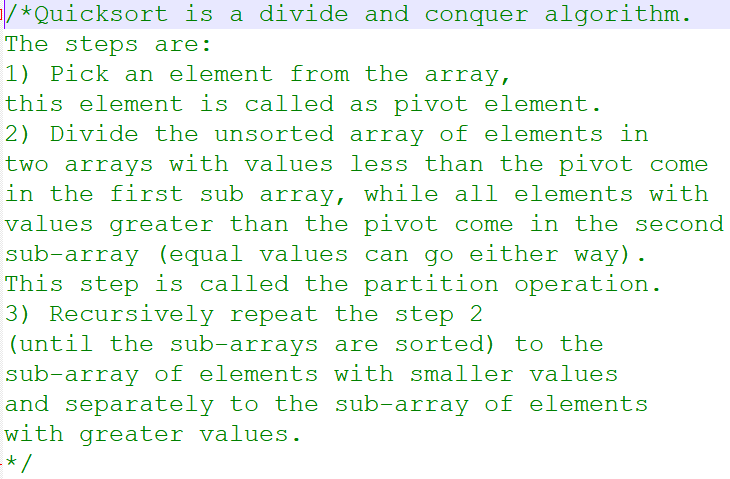 /*Quicksort is a divide and conquer algorithm.
The steps are:
1) Pick an element from the array,
this element is called as pivot element.
2) Divide the unsorted array of elements in
two arrays with values less than the pivot come
in the first sub array, while all elements with
values greater than the pivot come in the second
sub-array (equal values can go either way).
This step is called the partition operation.
3) Recursively repeat the step 2
(until the sub-arrays are sorted) to the
sub-array of elements with smaller values
and separately to the sub-array of elements
with greater values.
*/